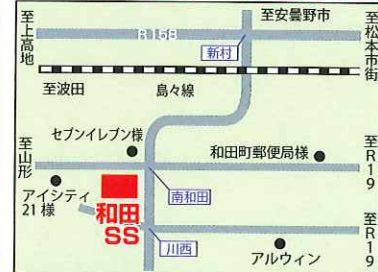 至安曇野市
至上高地
R158
至松本市街
新村
至波田
島々線
セブンイレブン様
和田町郵便局様
至山形
至R19
アイシティ
21様
和田
SS
南和田
川西
アルウィン
至R19